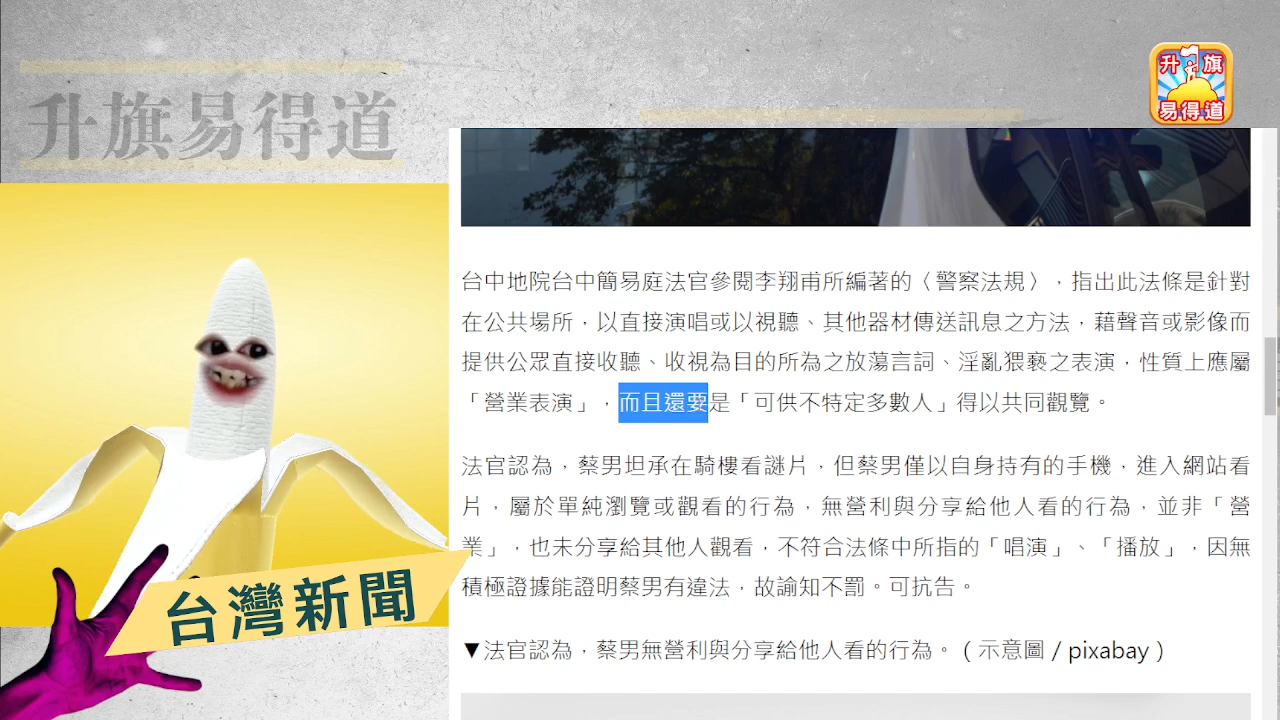 升旗易得道
升 旗
易得道
台中地院台中簡易庭法官參閱李翔甫所編著的〈警察法規〉，指出此法條是針對
在公共場所，以直接演唱或以視聽、其他器材傳送訊息之方法，藉聲音或影像而
提供公眾直接收聽、收視為目的所為之放蕩言詞、淫亂猥褻之表演，性質上應屬
「營業表演」，而且還要是「可供不特定多數人」得以共同觀覽。
法官認為，蔡男坦承在騎樓看謎片，但蔡男僅以自身持有的手機，進入網站看
片，屬於單純瀏覽或觀看的行為，無營利與分享給他人看的行為，並非「營
業」，也未分享給其他人觀看，不符合法條中所指的「唱演」、「播放」，因無
積極證據能證明蔡男有違法，故諭知不罰。可抗告。
▼法官認為，蔡男無營利與分享給他人看的行為。（示意圖 / pixabay）
台灣新聞